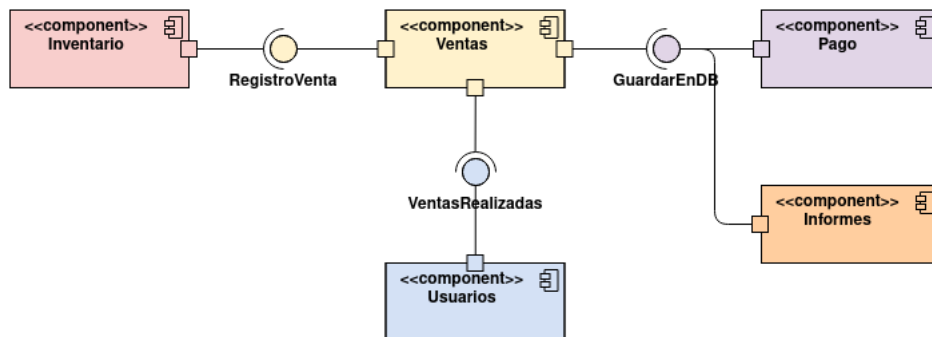 <<component>>
Inventario
RegistroVenta
<<component>>
Ventas
GuardarEnDB
<<component>>
Pago
VentasRealizadas
<<component>>
Informes
<<component>>
Usuarios